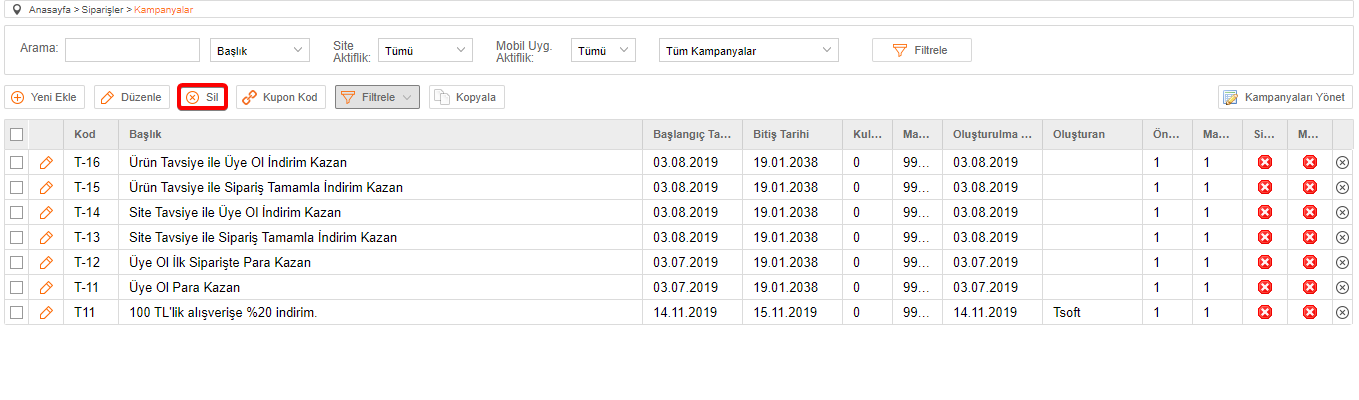 Anasayfa > Siparişler > Kampanyalar
Arama: Başlık Site Aktiflik: Tümü Mobil Uyg. Aktiflik: Tümü Tüm Kampanyalar Filtrele
Yeni Ekle Düzenle Sil Kupon Kod Filtrele Kopyala Kampanyaları Yönet
Kod Başlık Başlangıç Ta... Bitiş Tarihi Kul... Ma... Oluşturulma ... Oluşturan Ön... Ma... Si... M...
T-16 Ürün Tavsiye ile Üye Ol İndirim Kazan 03.08.2019 19.01.2038 0 99... 03.08.2019 1 1
T-15 Ürün Tavsiye ile Sipariş Tamamla İndirim Kazan 03.08.2019 19.01.2038 0 99... 03.08.2019 1 1
T-14 Site Tavsiye ile Üye Ol İndirim Kazan 03.08.2019 19.01.2038 0 99... 03.08.2019 1 1
T-13 Site Tavsiye ile Sipariş Tamamla İndirim Kazan 03.08.2019 19.01.2038 0 99... 03.08.2019 1 1
T-12 Üye Ol İlk Siparişte Para Kazan 03.07.2019 19.01.2038 0 99... 03.07.2019 1 1
T-11 Üye Ol Para Kazan 03.07.2019 19.01.2038 0 99... 03.07.2019 1 1
T11 100 TL'lik alışverişe %20 indirim. 14.11.2019 15.11.2019 0 99... 14.11.2019 Tsoft 1 1